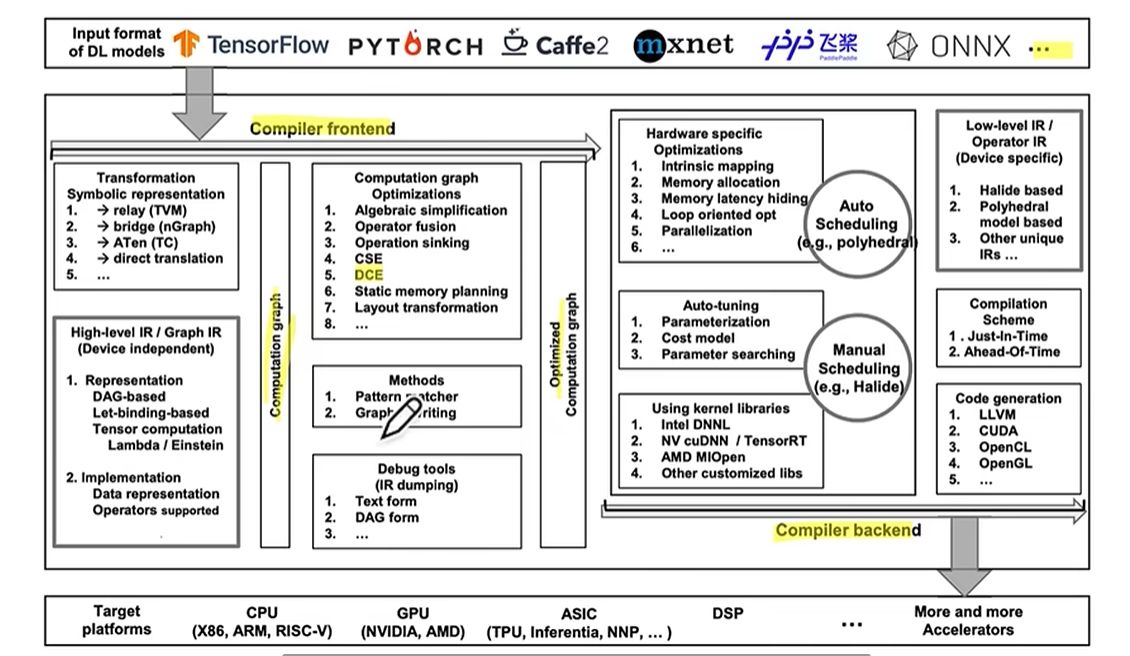 Input format
of DL models
TensorFlow
PYTORCH
Caffe2
mxnet
飞桨
PaddlePaddle
ONNX
...
Compiler frontend
Transformation
Symbolic representation
1. → relay (TVM)
2. → bridge (nGraph)
3. → ATen (TC)
4. → direct translation
5. ...
High-level IR / Graph IR
(Device independent)
1. Representation
DAG-based
Let-binding-based
Tensor computation
Lambda / Einstein
2. Implementation
Data representation
Operators supported
Computation graph
Computation graph
Optimizations
1. Algebraic simplification
2. Operator fusion
3. Operation sinking
4. CSE
5. DCE
6. Static memory planning
7. Layout transformation
8. ...
Methods
1. Pattern
2.
Debug tools
(IR dumping)
1. Text form
2. DAG form
3. ...
Optimized
Computation graph
Hardware specific
Optimizations
1. Intrinsic mapping
2. Memory allocation
3. Memory latency hiding
4. Loop oriented opt
5. Parallelization
6. ...
Auto
Scheduling
(e.g., polyhedral)
Auto-tuning
1. Parameterization
2. Cost model
3. Parameter searching
Manual
Scheduling
(e.g., Halide)
Using kernel libraries
1. Intel DNNL
2. NV cuDNN / TensorRT
3. AMD MIOpen
4. Other customized libs
Low-level IR /
Operator IR
(Device specific)
1. Halide based
2. Polyhedral
model based
3. Other unique
IRs ...
Compilation
Scheme
1 . Just-In-Time
2. Ahead-Of-Time
Code generation
1. LLVM
2. CUDA
3. OpenCL
4. OpenGL
5. ...
Compiler backend
Target
platforms
CPU
(X86, ARM, RISC-V)
GPU
(NVIDIA, AMD)
ASIC
(TPU, Inferentia, NNP, ... )
DSP
...
More and more
Accelerators